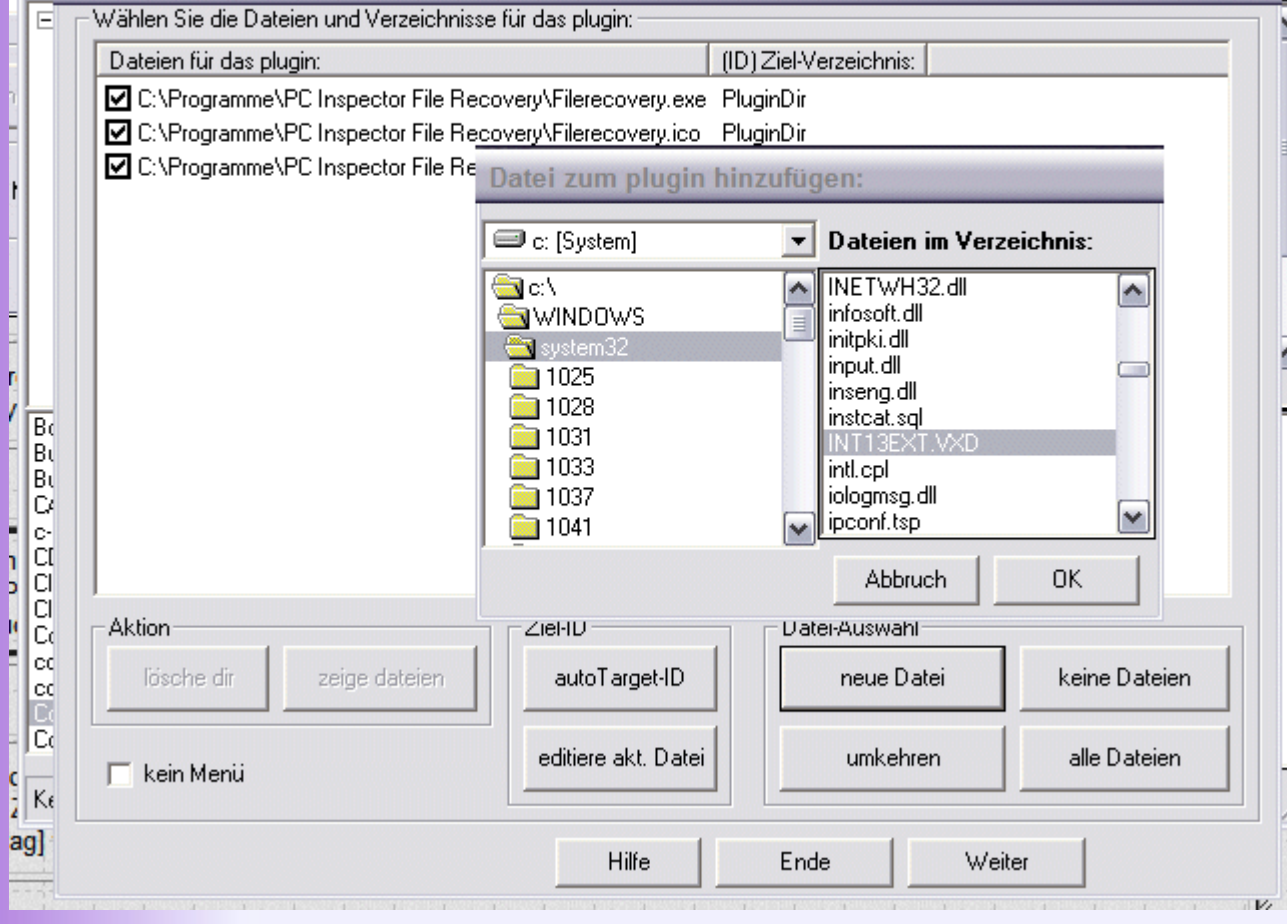 Wählen Sie die Dateien und Verzeichnisse für das plugin:
Dateien für das plugin: (ID) Ziel-Verzeichnis:
C:\Programme\PC Inspector File Recovery\Filerecovery.exe PluginDir
C:\Programme\PC Inspector File Recovery\Filerecovery.ico PluginDir
C:\Programme\PC Inspector File Re
Datei zum plugin hinzufügen:
c: [System]
Dateien im Verzeichnis:
c:\
WINDOWS
system32
1025
1028
1031
1033
1037
1041
INETWH32.dll
infosoft.dll
initpki.dll
input.dll
inseng.dll
instcat.sql
INT13EXT.VXD
intl.cpl
iologmsg.dll
ipconf.tsp
Abbruch OK
Aktion
lösche dir zeige dateien
Ziel-ID
autoTarget-ID
editiere akt. Datei
Datei-Auswahl
neue Datei keine Dateien
umkehren alle Dateien
kein Menü
ag]
Hilfe Ende Weiter